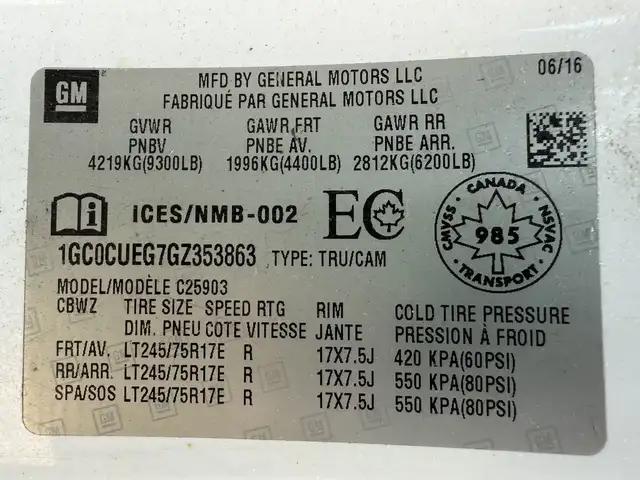 GM
MFD BY GENERAL MOTORS LLC 06/16
FABRIQUÉ PAR GENERAL MOTORS LLC
GVWR GAWR FRT GAWR RR
PNBV PNBE AV. PNBE ARR.
4219KG(9300LB) 1996KG(4400LB) 2812KG(6200LB)
i ICES/NMB-002 EC
CANADA
CMVSS 985 NSVAC
TRANSPORT
1GC0CUEG7GZ353863 TYPE: TRU/CAM
MODEL/MODÈLE C25903
CBWZ TIRE SIZE SPEED RTG RIM COLD TIRE PRESSURE
DIM. PNEU COTE VITESSE JANTE PRESSION À FROID
FRT/AV. LT245/75R17E R 17X7.5J 420 KPA(60PSI)
RR/ARR. LT245/75R17E R 17X7.5J 550 KPA(80PSI)
SPA/SOS LT245/75R17E R 17X7.5J 550 KPA(80PSI)